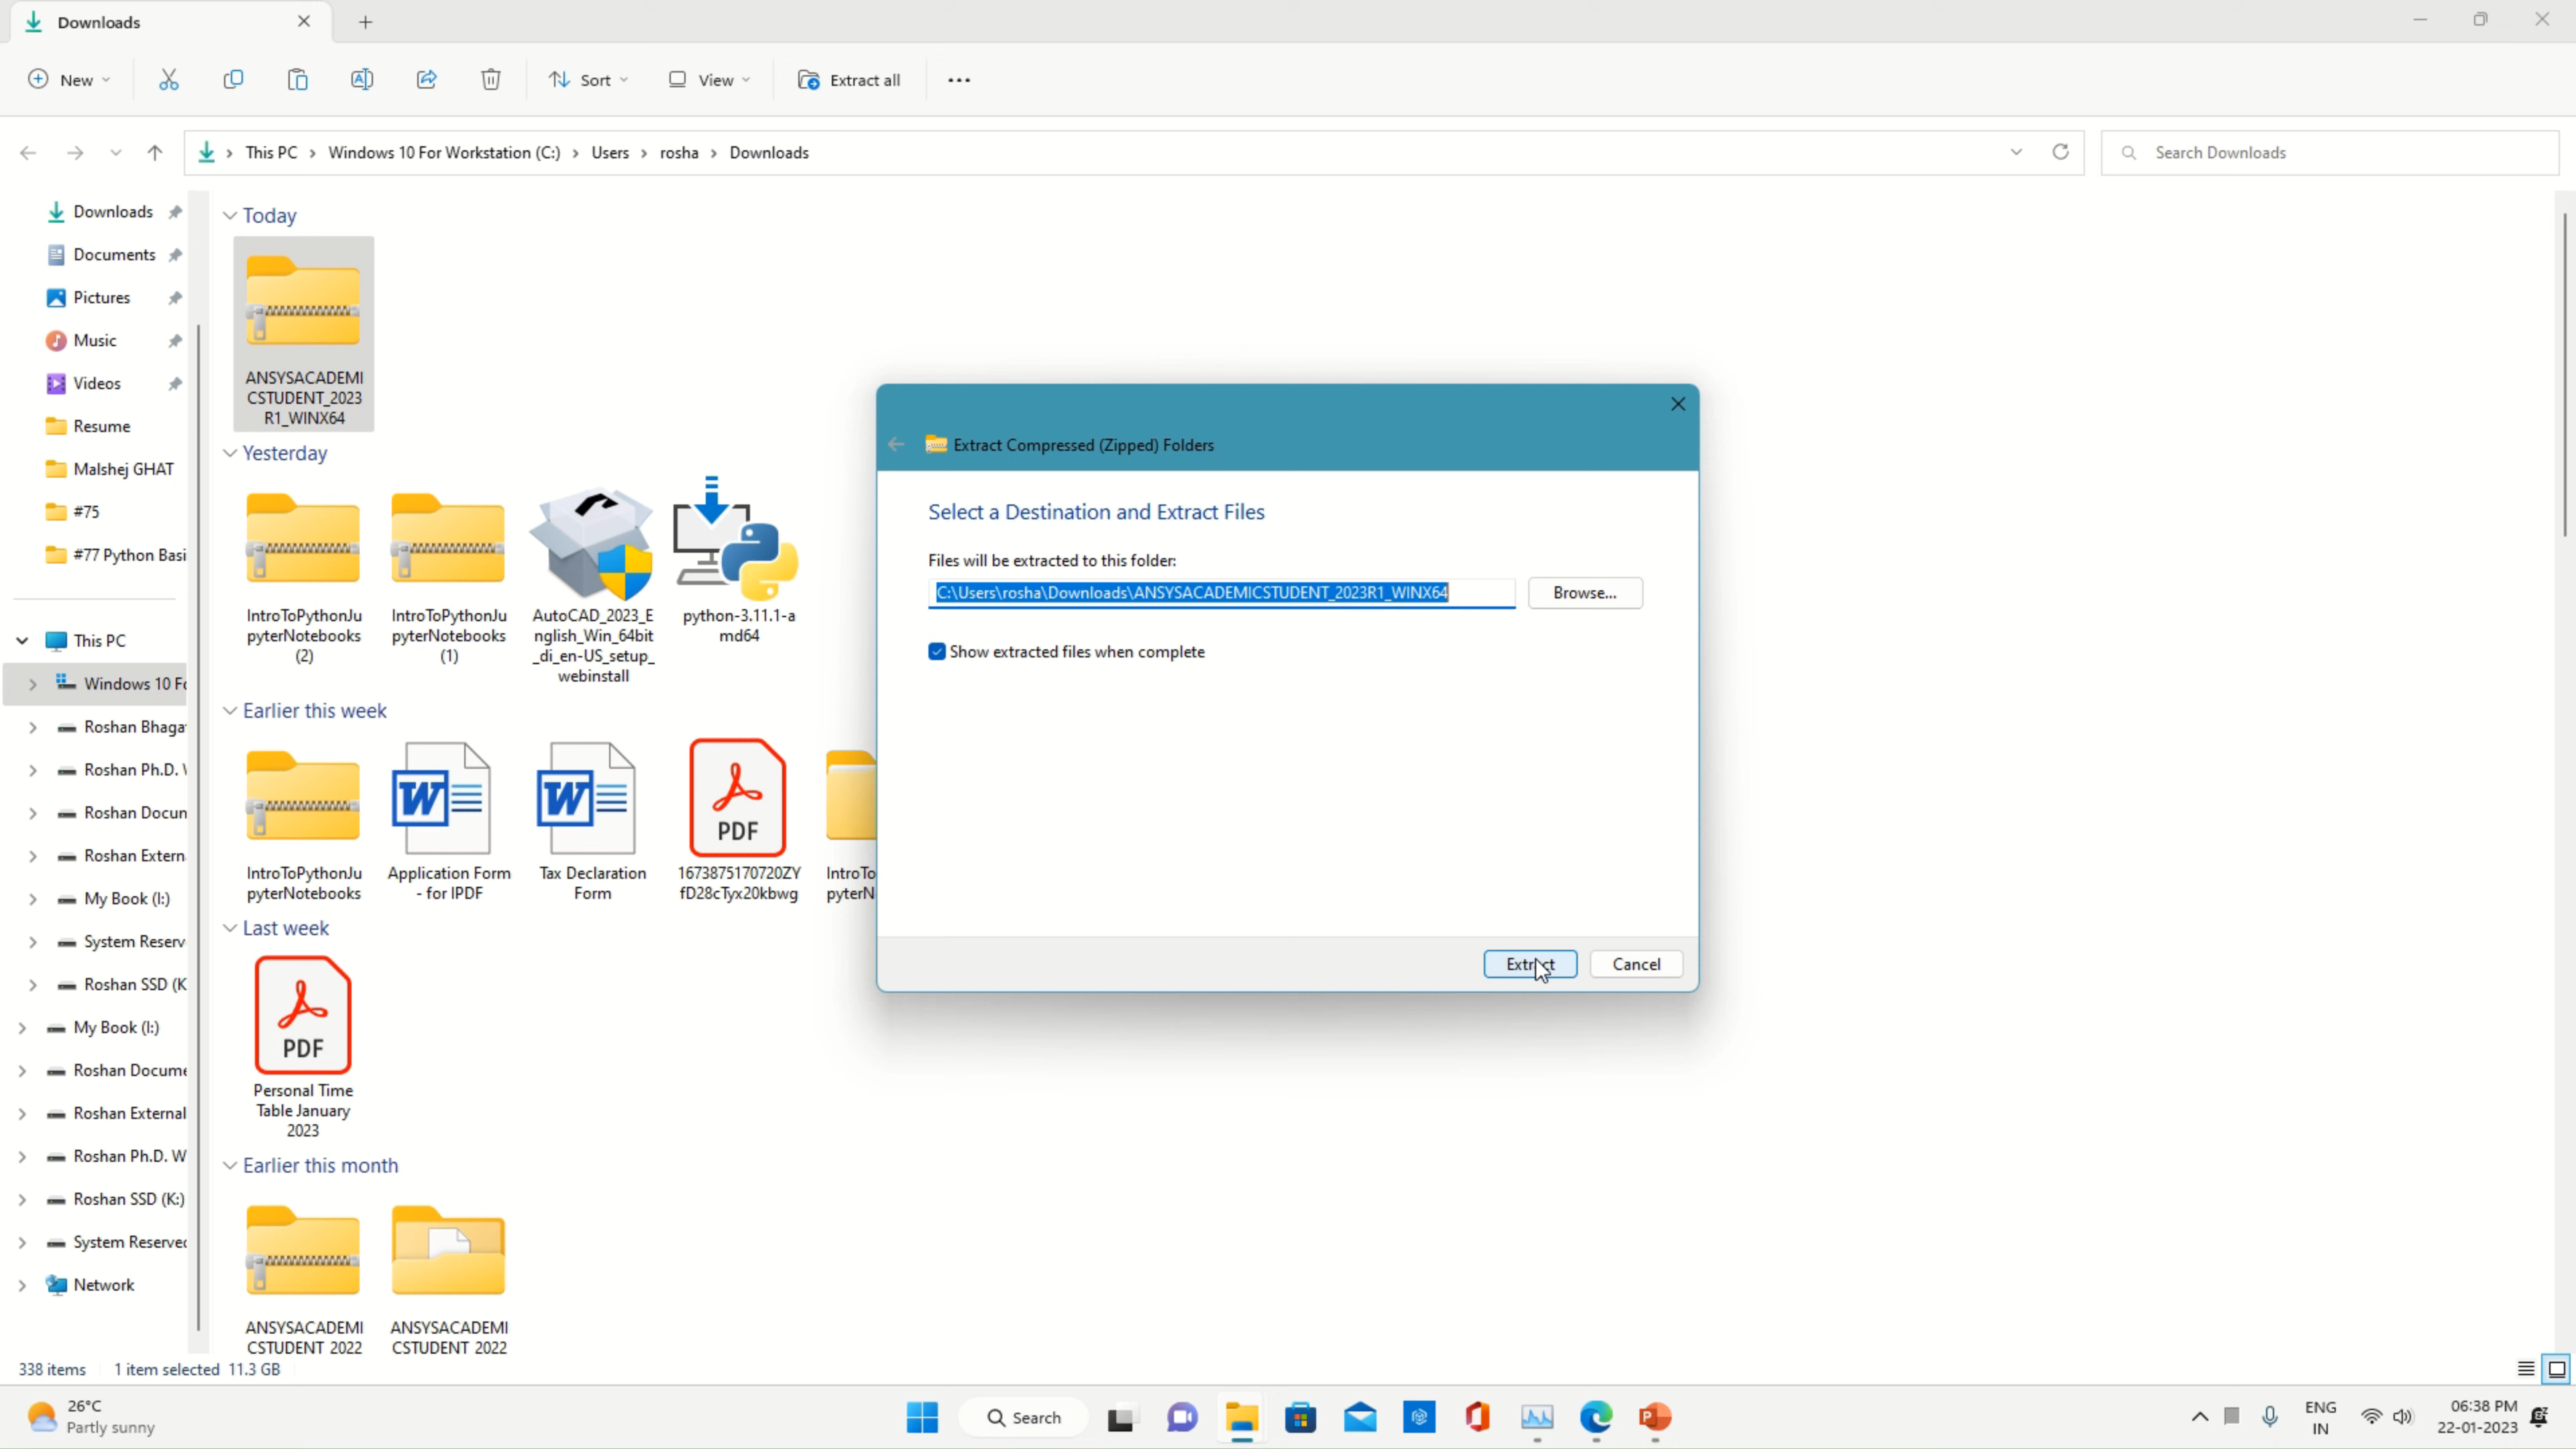 Downloads
New
Sort
View
Extract all
This PC > Windows 10 For Workstation (C:) > Users > rosha > Downloads
Search Downloads
Downloads
Documents
Pictures
Music
Videos
Resume
Malshej GHAT
#75
#77 Python Basi
This PC
Windows 10 Fo
Roshan Bhaga
Roshan Ph.D. 
Roshan Docun
Roshan Extern
My Book (I:)
System Reserv
Roshan SSD (K
My Book (I:)
Roshan Docume
Roshan External
Roshan Ph.D. W
Roshan SSD (K:)
System Reserved
Network
Today
ANSYSACADEMI
CSTUDENT_2023
R1_WINX64
Yesterday
IntroToPythonJu
pyterNotebooks
(2)
IntroToPythonJu
pyterNotebooks
(1)
AutoCAD_2023_E
nglish_Win_64bit
_di_en-US_setup_
webinstall
python-3.11.1-a
md64
Earlier this week
IntroToPythonJu
pyterNotebooks
Application Form
- for IPDF
Tax Declaration
Form
PDF
1673875170720ZY
fD28cTyx20kbwg
IntroTo
pyterN
Last week
PDF
Personal Time
Table January
2023
Earlier this month
ANSYSACADEMI
CSTUDENT 2022
ANSYSACADEMI
CSTUDENT 2022
Extract Compressed (Zipped) Folders
Select a Destination and Extract Files
Files will be extracted to this folder:
C:\Users\rosha\Downloads\ANSYSACADEMICSTUDENT_2023R1_WINX64
Browse...
Show extracted files when complete
Extract
Cancel
338 items 1 item selected 11.3 GB
26°C
Partly sunny
Search
ENG
IN
06:38 PM
22-01-2023